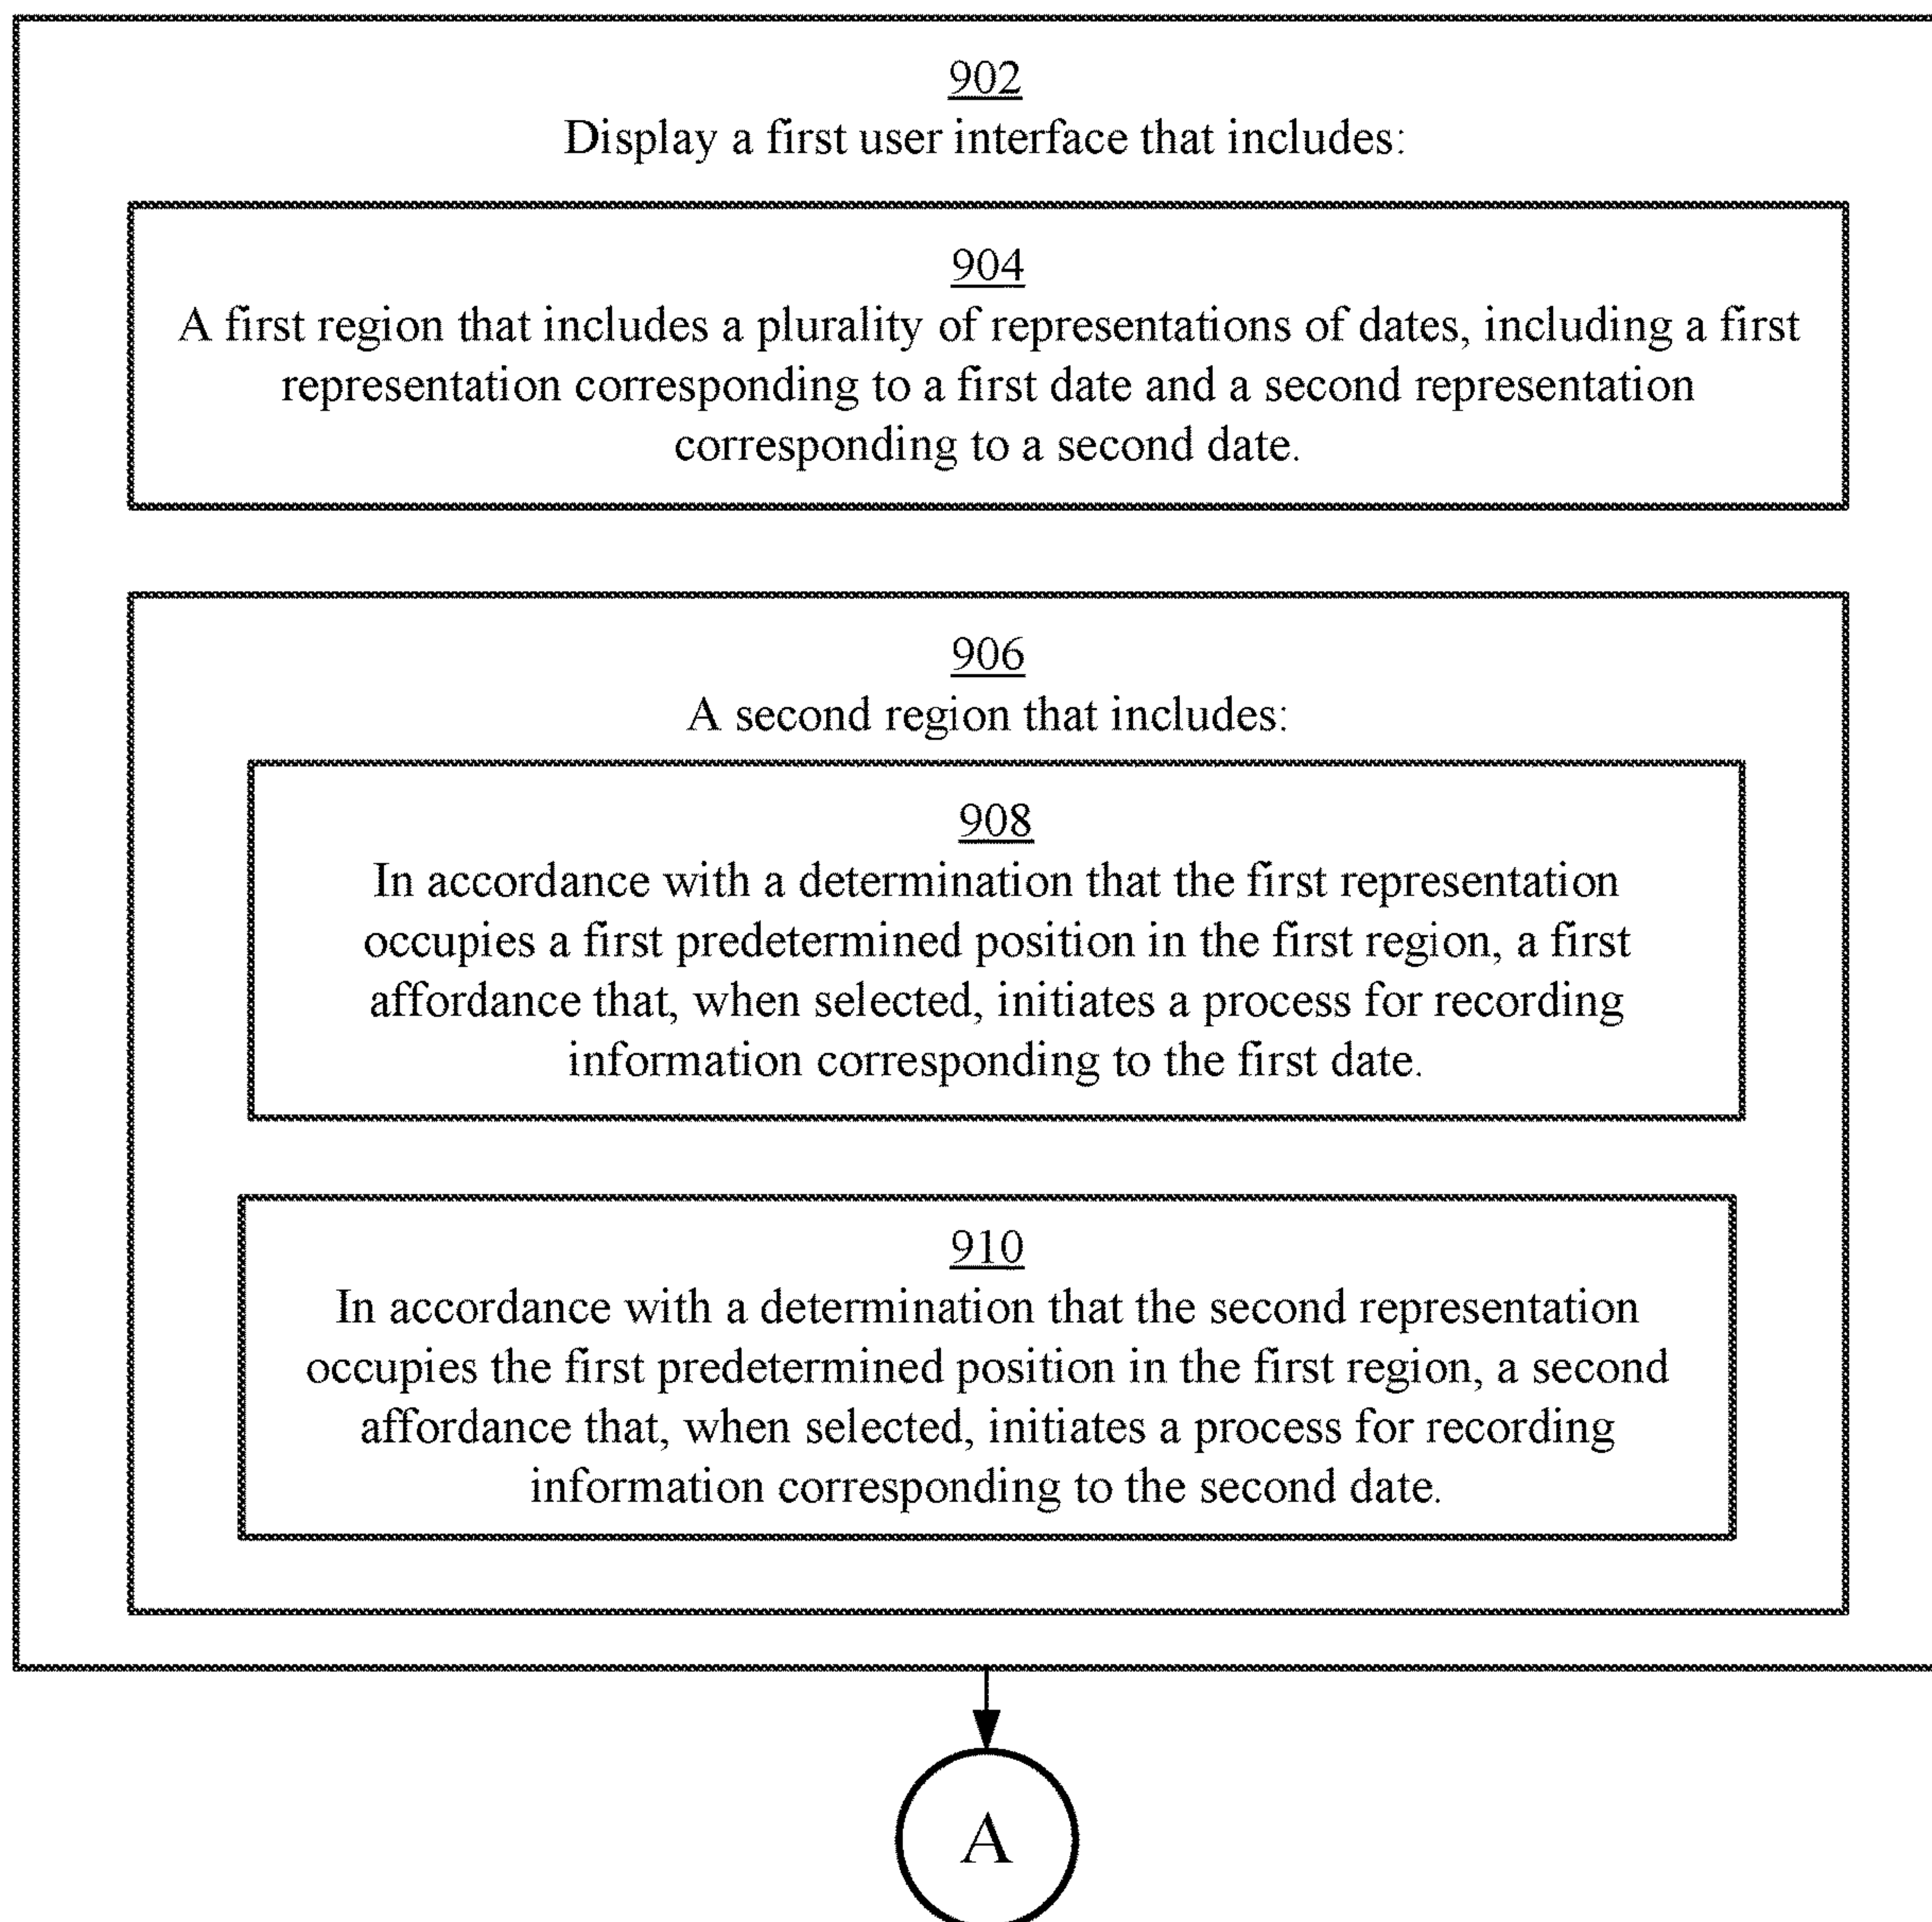 902
Display a first user interface that includes:
904
A first region that includes a plurality of representations of dates, including a first
representation corresponding to a first date and a second representation
corresponding to a second date.
906
A second region that includes:
908
In accordance with a determination that the first representation
occupies a first predetermined position in the first region, a first
affordance that, when selected, initiates a process for recording
information corresponding to the first date.
910
In accordance with a determination that the second representation
occupies the first predetermined position in the first region, a second
affordance that, when selected, initiates a process for recording
information corresponding to the second date.
A